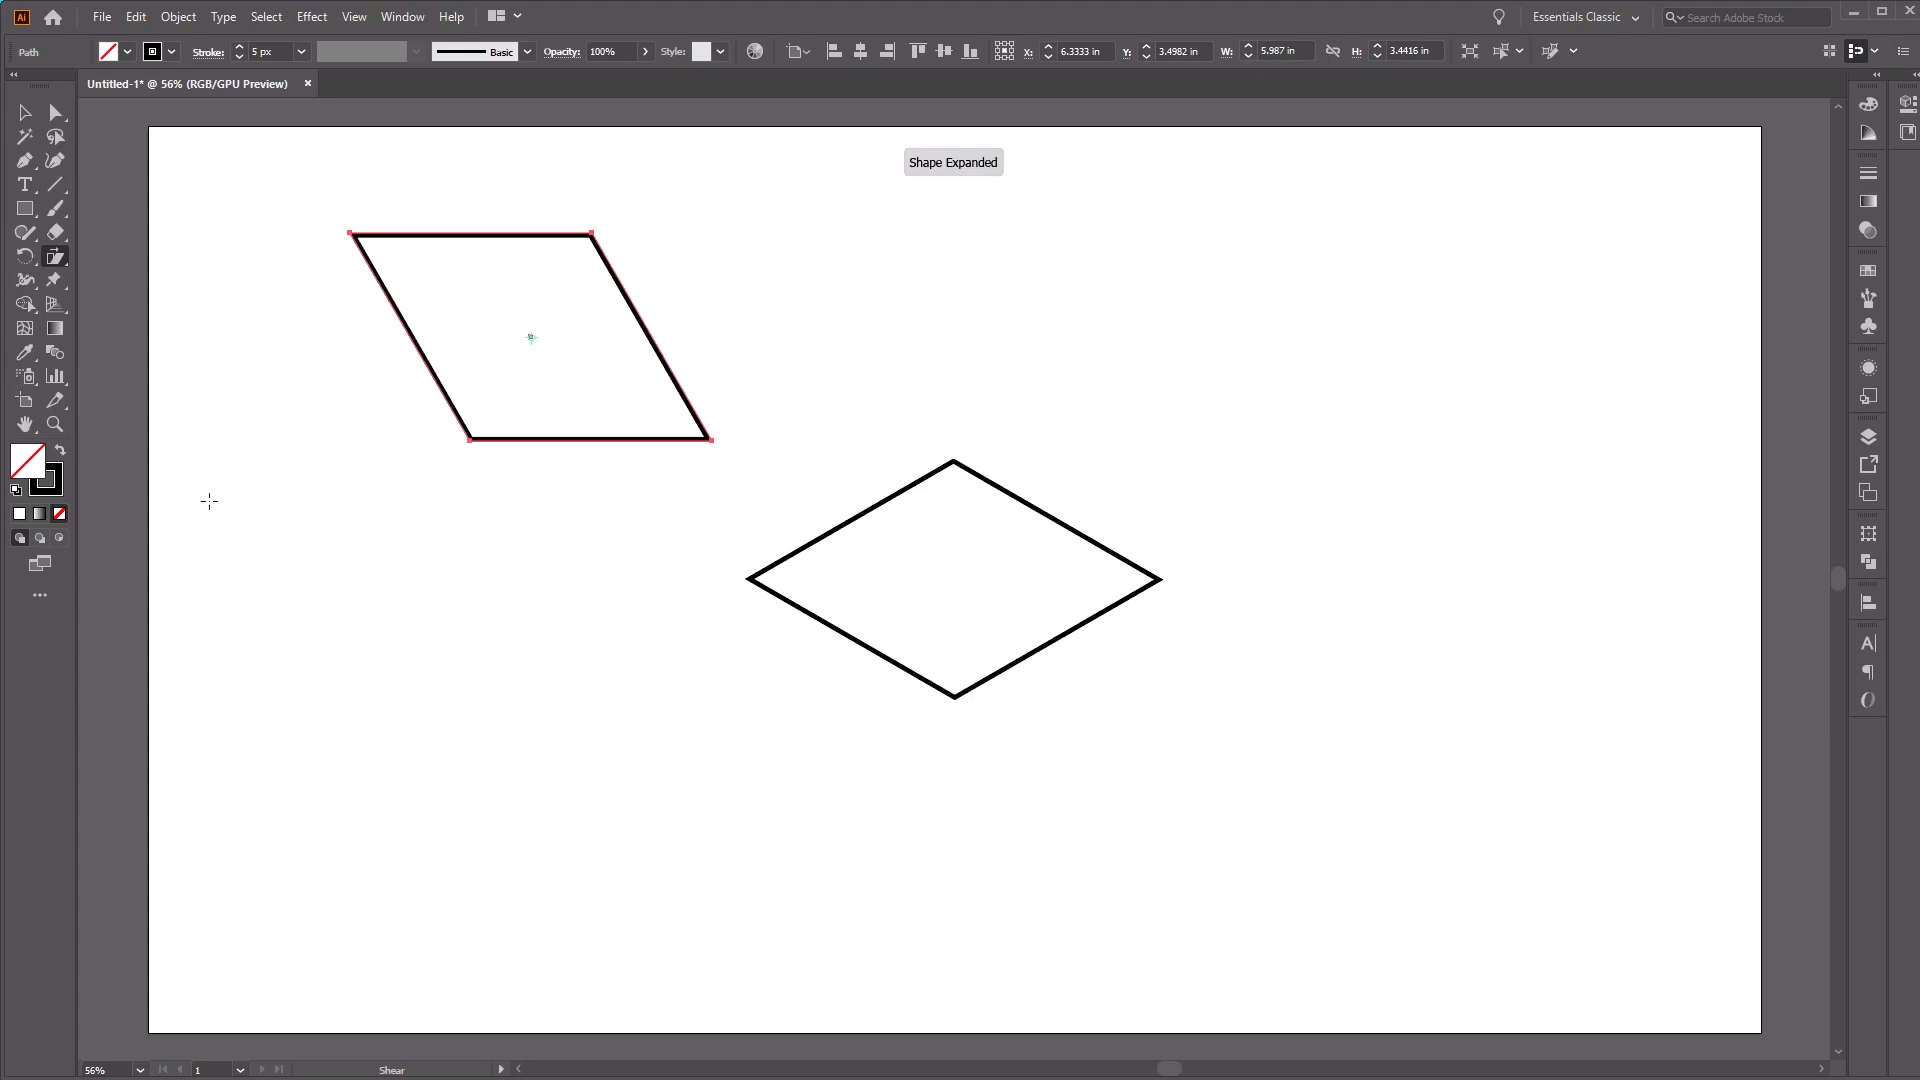 Ai File Edit Object Type Select Effect View Window Help Essentials Classic Search Adobe Stock
Path Stroke: 5 px Basic Opacity: 100% Style: X: 6.3333 in Y: 3.4982 in W: 5.987 in H: 3.4416 in
Untitled-1* @ 56% (RGB/GPU Preview) ×
Shape Expanded
56% 1 Shear